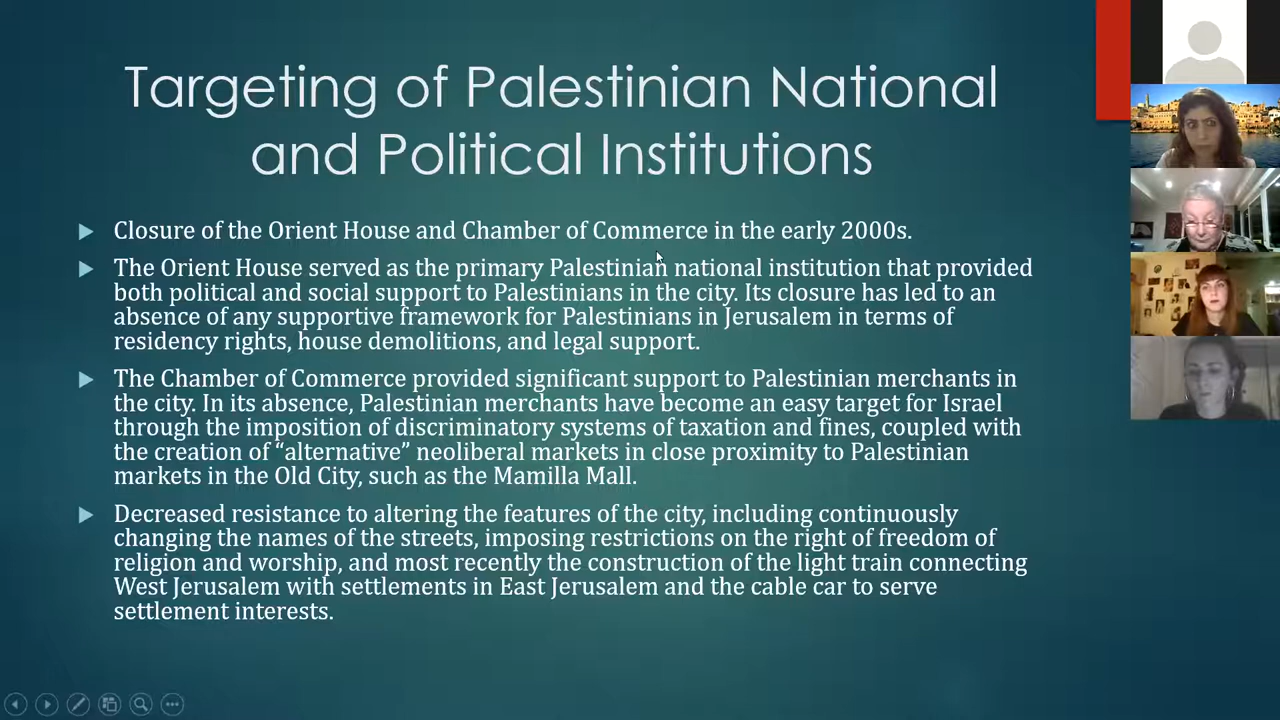 Targeting of Palestinian National
and Political Institutions
Closure of the Orient House and Chamber of Commerce in the early 2000s.
The Orient House served as the primary Palestinian national institution that provided
both political and social support to Palestinians in the city. Its closure has led to an
absence of any supportive framework for Palestinians in Jerusalem in terms of
residency rights, house demolitions, and legal support.
The Chamber of Commerce provided significant support to Palestinian merchants in
the city. In its absence, Palestinian merchants have become an easy target for Israel
through the imposition of discriminatory systems of taxation and fines, coupled with
the creation of “alternative” neoliberal markets in close proximity to Palestinian
markets in the Old City, such as the Mamilla Mall.
Decreased resistance to altering the features of the city, including continuously
changing the names of the streets, imposing restrictions on the right of freedom of
religion and worship, and most recently the construction of the light train connecting
West Jerusalem with settlements in East Jerusalem and the cable car to serve
settlement interests.